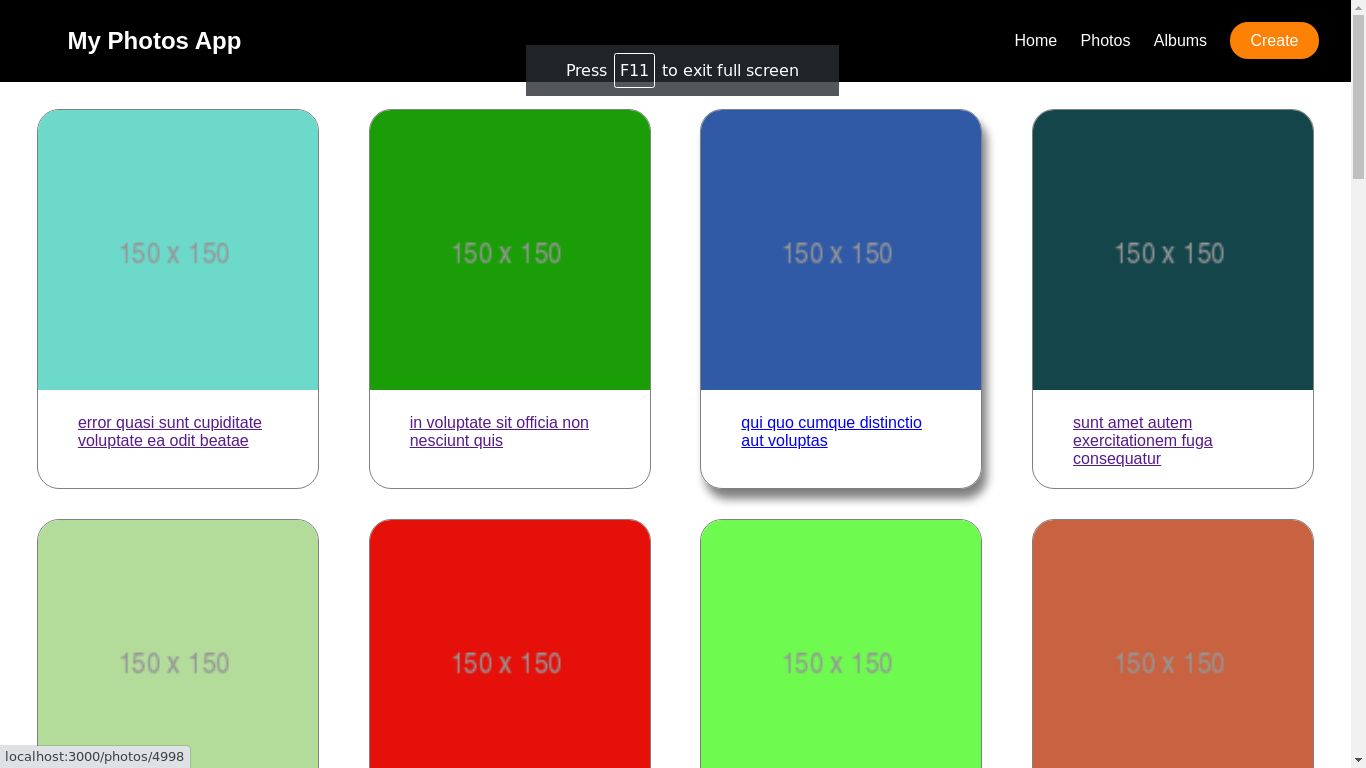 My Photos App
Home Photos Albums Create
Press F11 to exit full screen
150 x 150
150 x 150
150 x 150
150 x 150
error quasi sunt cupiditate
voluptate ea odit beatae
in voluptate sit officia non
nesciunt quis
qui quo cumque distinctio
aut voluptas
sunt amet autem
exercitationem fuga
consequatur
150 x 150
150 x 150
150 x 150
150 x 150
localhost:3000/photos/4998